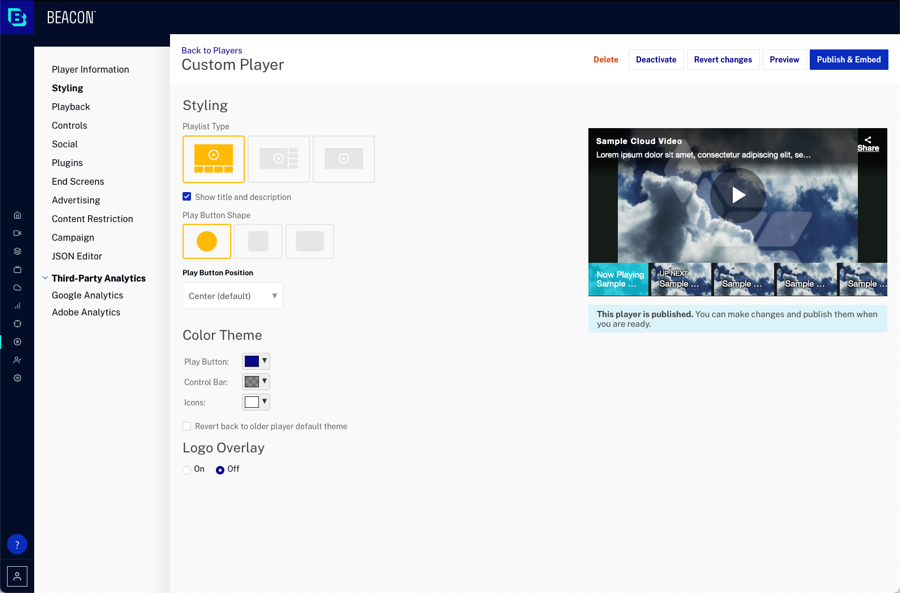 BEACON
Player Information
Styling
Playback
Controls
Social
Plugins
End Screens
Advertising
Content Restriction
Campaign
JSON Editor
Third-Party Analytics
Google Analytics
Adobe Analytics
?
Back to Players
Custom Player
Delete
Deactivate
Revert changes
Preview
Publish & Embed
Styling
Playlist Type
Show title and description
Play Button Shape
Play Button Position
Center (default)
Color Theme
Play Button:
Control Bar:
Icons:
Revert back to older player default theme
Logo Overlay
On
Off
Sample Cloud Video
Share
Lorem ipsum dolor sit amet, consectetur adipiscing elit, se...
Now Playing
Sample ...
UP NEXT
Sample ...
Sample ...
Sample ...
Sample ...
This player is published. You can make changes and publish them when
you are ready.